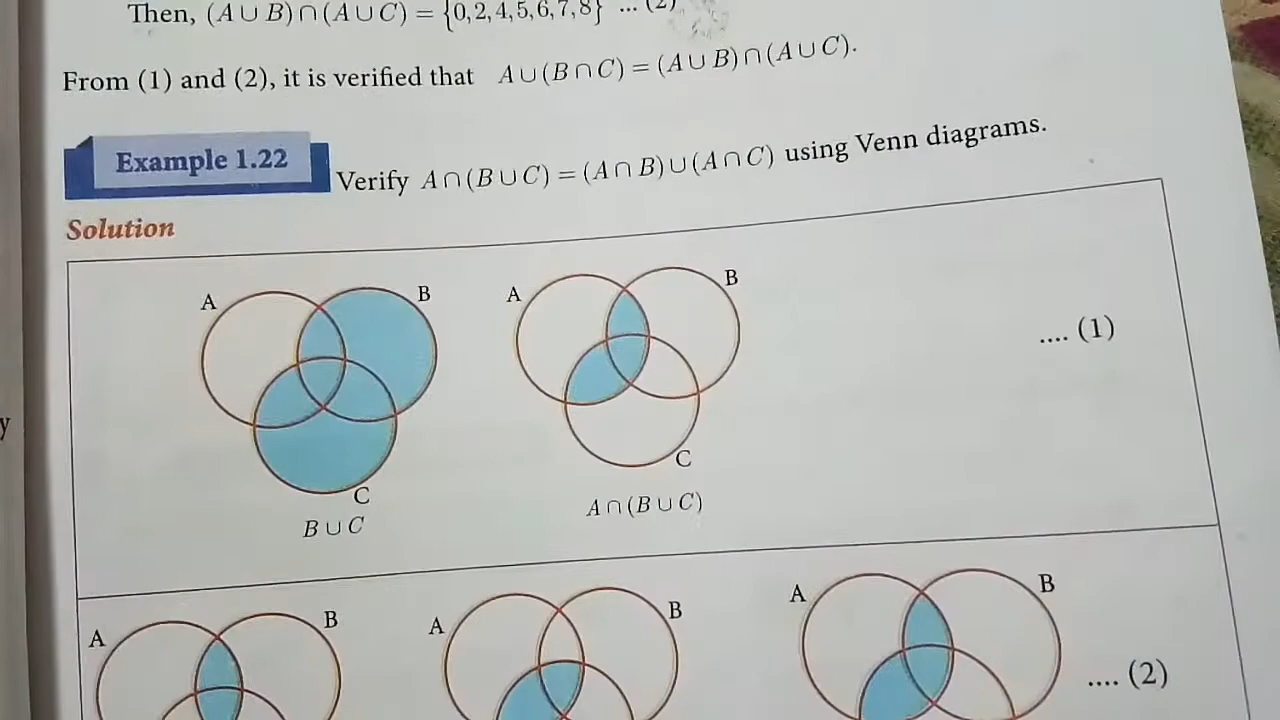 Then, (A ∪ B) ∩ (A ∪ C) = {0, 2, 4, 5, 6, 7, 8} ... (2)
From (1) and (2), it is verified that A ∪ (B ∩ C) = (A ∪ B) ∩ (A ∪ C).
Example 1.22 Verify A ∩ (B ∪ C) = (A ∩ B) ∪ (A ∩ C) using Venn diagrams.
Solution
A B A B
.... (1)
C C
B ∪ C A ∩ (B ∪ C)
y
A B A B A B
.... (2)